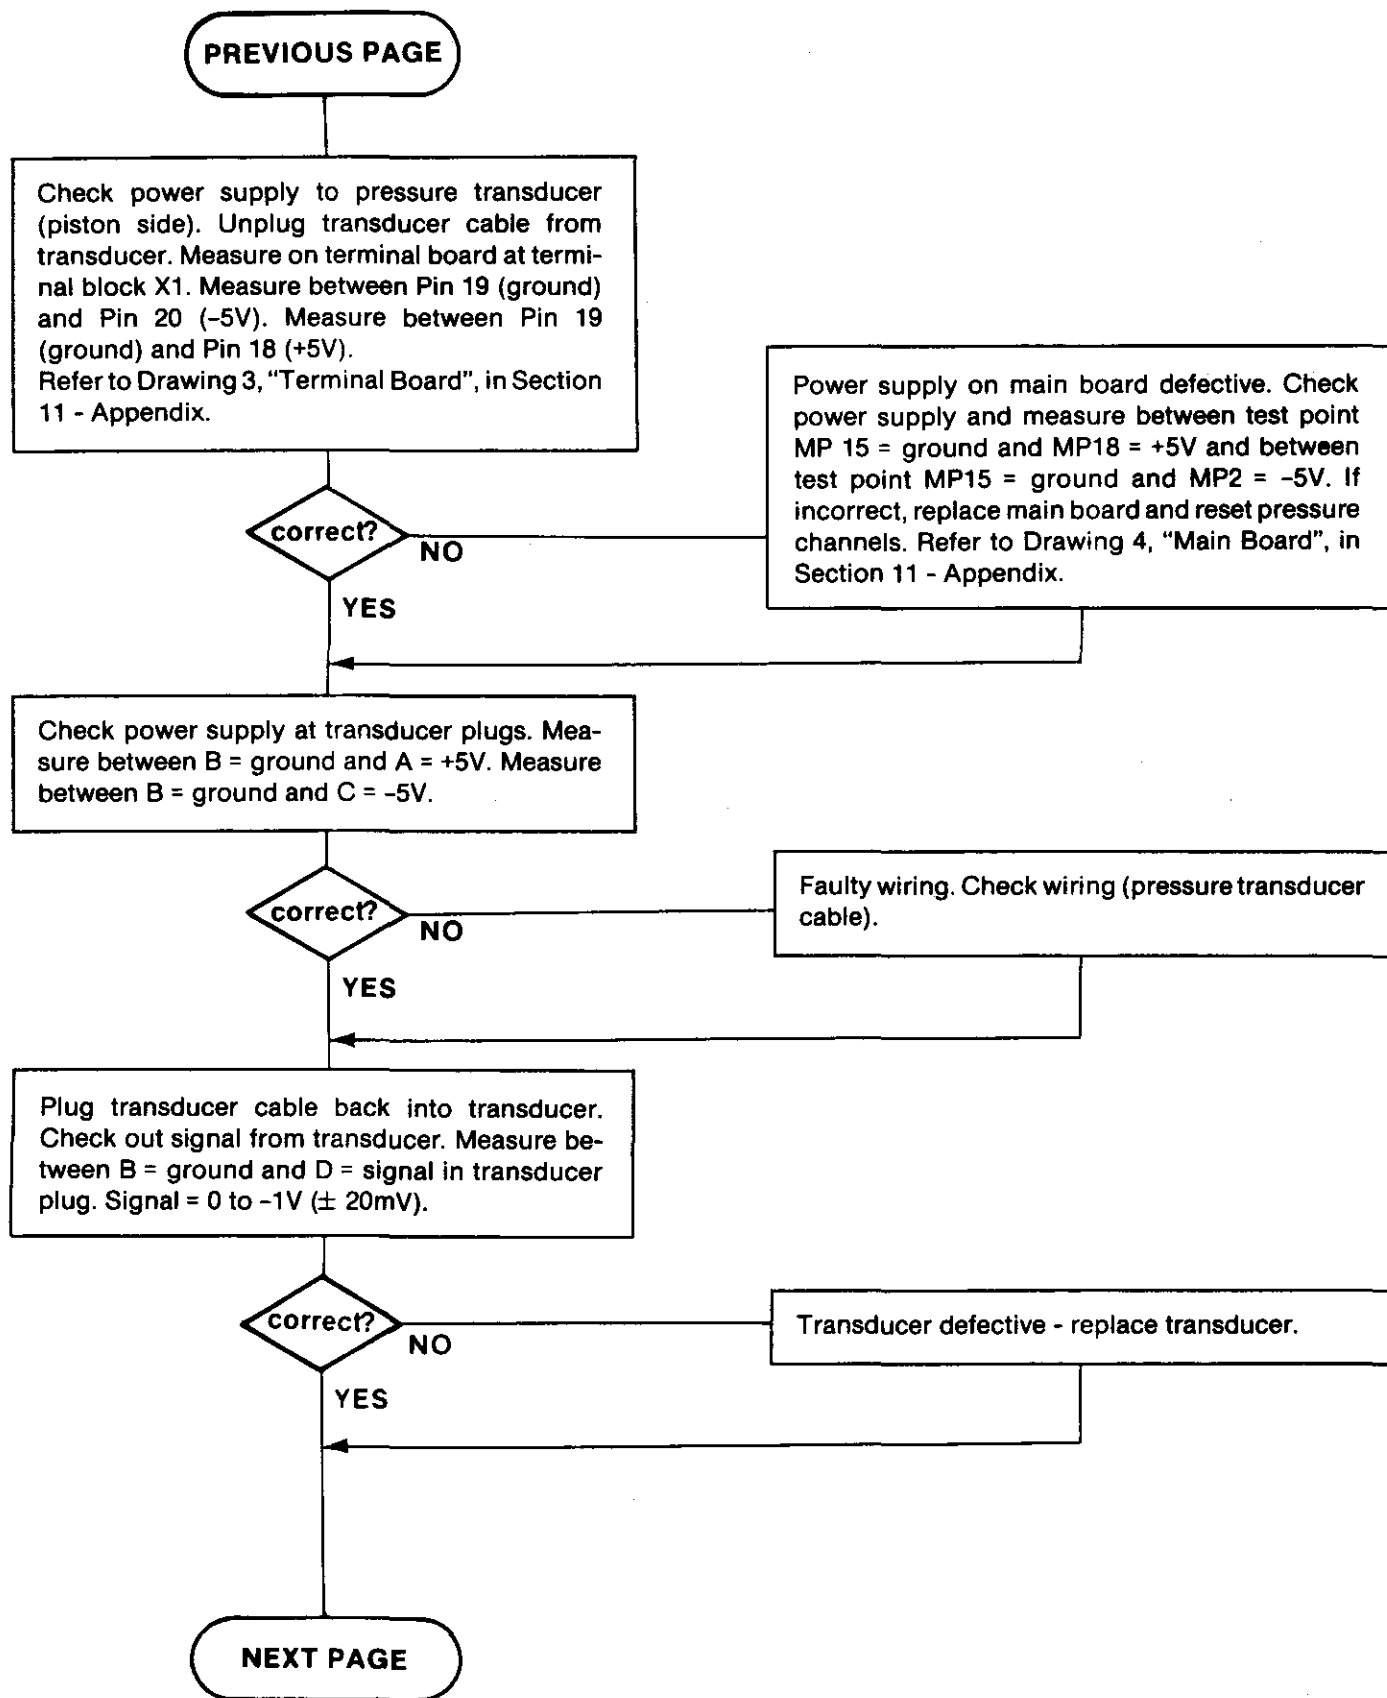 PREVIOUS PAGE
Check power supply to pressure transducer
(piston side). Unplug transducer cable from
transducer. Measure on terminal board at termi-
nal block X1. Measure between Pin 19 (ground)
and Pin 20 (–5V). Measure between Pin 19
(ground) and Pin 18 (+5V).
Refer to Drawing 3, “Terminal Board”, in Section
11 - Appendix.
correct?
NO
YES
Power supply on main board defective. Check
power supply and measure between test point
MP 15 = ground and MP18 = +5V and between
test point MP15 = ground and MP2 = –5V. If
incorrect, replace main board and reset pressure
channels. Refer to Drawing 4, “Main Board”, in
Section 11 - Appendix.
Check power supply at transducer plugs. Mea-
sure between B = ground and A = +5V. Measure
between B = ground and C = –5V.
correct?
NO
YES
Faulty wiring. Check wiring (pressure transducer
cable).
Plug transducer cable back into transducer.
Check out signal from transducer. Measure be-
tween B = ground and D = signal in transducer
plug. Signal = 0 to –1V (± 20mV).
correct?
NO
YES
Transducer defective - replace transducer.
NEXT PAGE